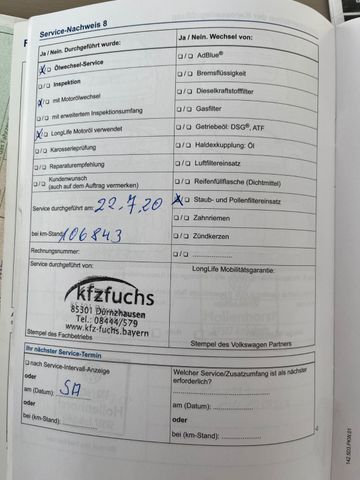 Service-Nachweis 8
Ja / Nein. Durchgeführt wurde:
Ölwechsel-Service
Inspektion
mit Motorölwechsel
mit erweitertem Inspektionsumfang
LongLife Motoröl verwendet
Karosserieprüfung
Reparaturempfehlung
Kundenwunsch
(auch auf dem Auftrag vermerken)
Service durchgeführt am: 22.7.20
bei km-Stand: 106843
Rechnungsnummer:
Service durchgeführt von:
kfzfuchs
85301 Dürnzhausen
Tel.: 08444/579
www.kfz-fuchs.bayern
Stempel des Fachbetriebs
Ja / Nein. Wechsel von:
AdBlue®
Bremsflüssigkeit
Dieselkraftstofffilter
Gasfilter
Getriebeöl: DSG®, ATF
Haldexkupplung: Öl
Luftfiltereinsatz
Reifenfüllflasche (Dichtmittel)
Staub- und Pollenfiltereinsatz
Zahnriemen
Zündkerzen
LongLife Mobilitätsgarantie:
Stempel des Volkswagen Partners
Ihr nächster Service-Termin
nach Service-Intervall-Anzeige
oder
am (Datum):
oder
bei (km-Stand):
Welcher Service/Zusatzumfang ist als nächster
erforderlich?
am (Datum):
oder
bei (km-Stand):